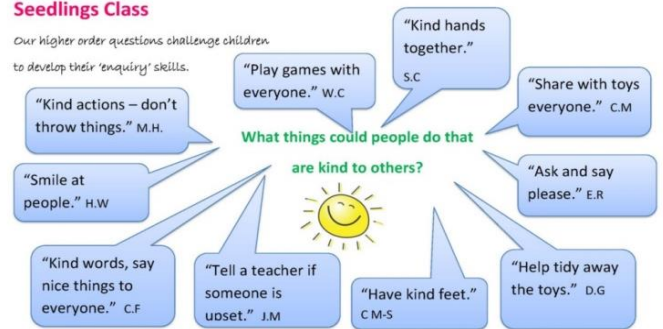 Seedlings Class
Our higher order questions challenge children
to develop their ‘enquiry’ skills.
“Kind hands
together.”
S.C
“Play games with
everyone.” W.C
“Share with toys
everyone.” C.M
“Kind actions – don’t
throw things.” M.H.
What things could people do that
are kind to others?
“Smile at
people.” H.W
“Ask and say
please.” E.R
“Kind words, say
nice things to
everyone.” C.F
“Tell a teacher if
someone is
upset.” J.M
“Have kind feet.”
C M-S
“Help tidy away
the toys.” D.G